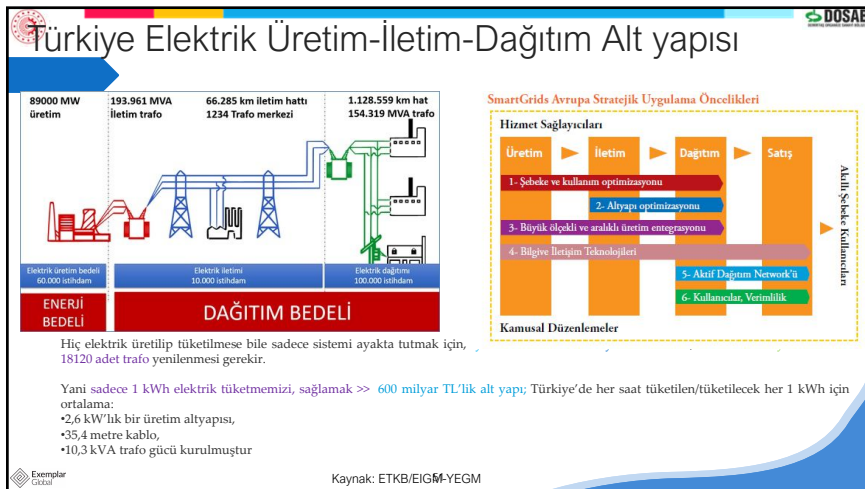 DOSAB
Türkiye Elektrik Üretim-İletim-Dağıtım Alt yapısı
89000 MW
üretim
193.961 MVA
İletim trafo
66.285 km iletim hattı
1234 Trafo merkezi
1.128.559 km hat
154.319 MVA trafo
Elektrik üretim bedeli
60.000 istihdam
Elektrik iletimi
10.000 istihdam
Elektrik dağıtımı
100.000 istihdam
ENERJİ
BEDELİ
DAĞITIM BEDELİ
SmartGrids Avrupa Stratejik Uygulama Öncelikleri
Hizmet Sağlayıcıları
Üretim
İletim
Dağıtım
Satış
1- Şebeke ve kullanım optimizasyonu
2- Altyapı optimizasyonu
3- Büyük ölçekli ve aralıklı üretim entegrasyonu
4- Bilgive İletişim Teknolojileri
5- Aktif Dağıtım Network'ü
6- Kullanıcılar, Verimlilik
Kamusal Düzenlemeler
Akıllı Şebeke Kullanıcıları
Hiç elektrik üretilip tüketilmese bile sadece sistemi ayakta tutmak için,
18120 adet trafo yenilenmesi gerekir.
Yani sadece 1 kWh elektrik tüketmemizi, sağlamak >> 600 milyar TL'lik alt yapı; Türkiye'de her saat tüketilen/tüketilecek her 1 kWh için
ortalama:
•2,6 kW'lık bir üretim altyapısı,
•35,4 metre kablo,
•10,3 kVA trafo gücü kurulmuştur
Exemplar
Global
Kaynak: ETKB/EIGM-YEGM